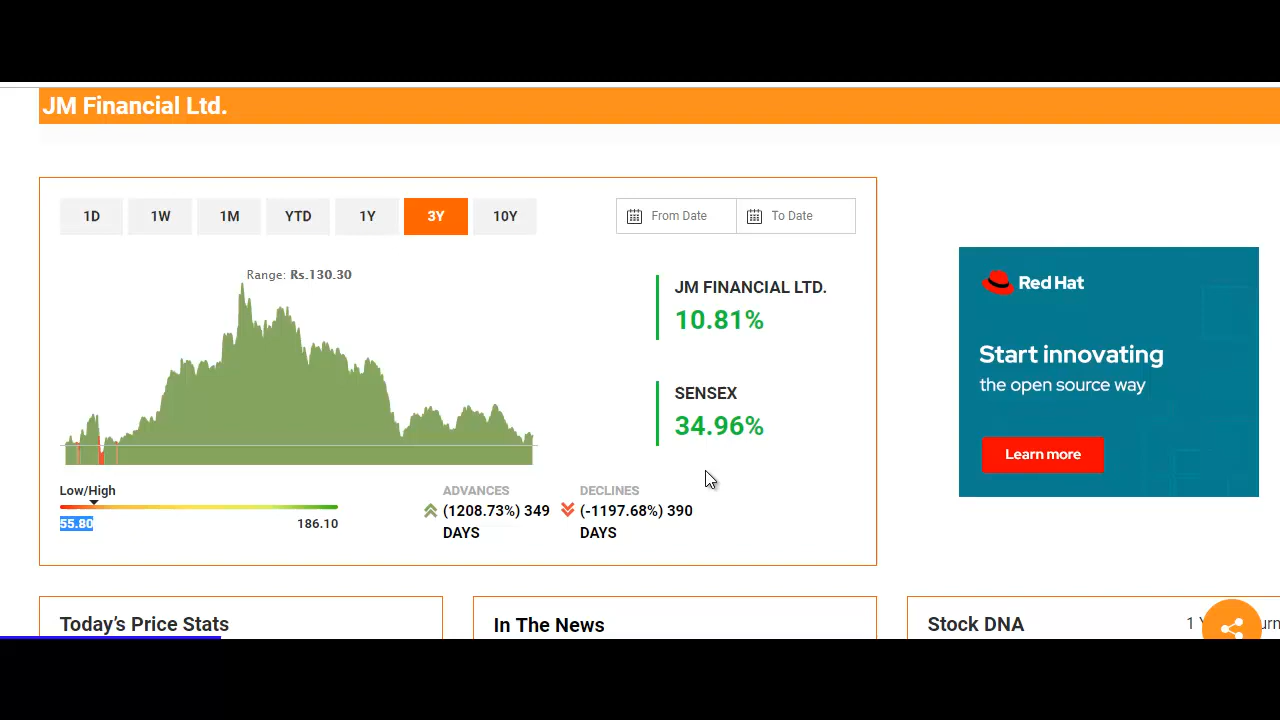 JM Financial Ltd.
1D 1W 1M YTD 1Y 3Y 10Y
From Date To Date
Range: Rs.130.30
JM FINANCIAL LTD.
10.81%
SENSEX
34.96%
Low/High
55.80 186.10
ADVANCES
(1208.73%) 349
DAYS
DECLINES
(-1197.68%) 390
DAYS
Red Hat
Start innovating
the open source way
Learn more
Today's Price Stats
In The News
Stock DNA
1